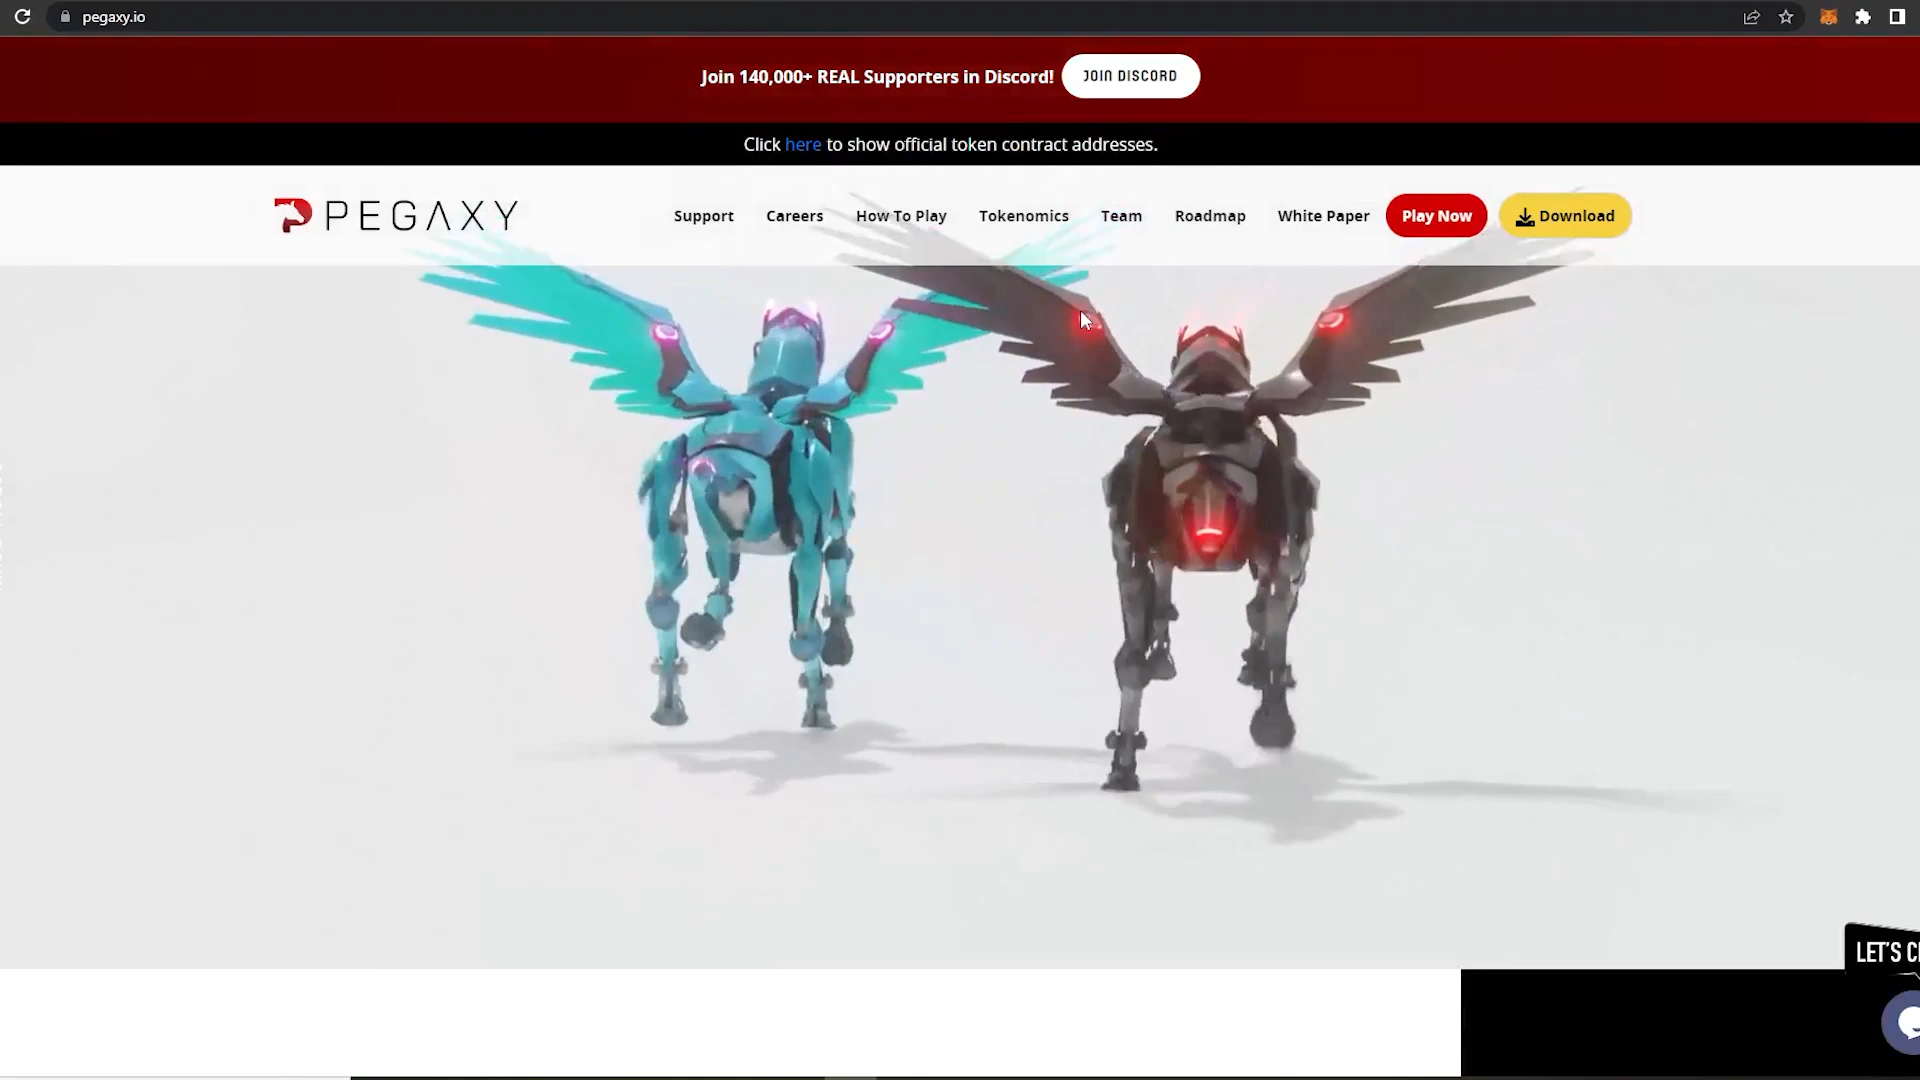 pegaxy.io
Join 140,000+ REAL Supporters in Discord! JOIN DISCORD
Click here to show official token contract addresses.
PEGAXY Support Careers How To Play Tokenomics Team Roadmap White Paper Play Now Download
LET'S